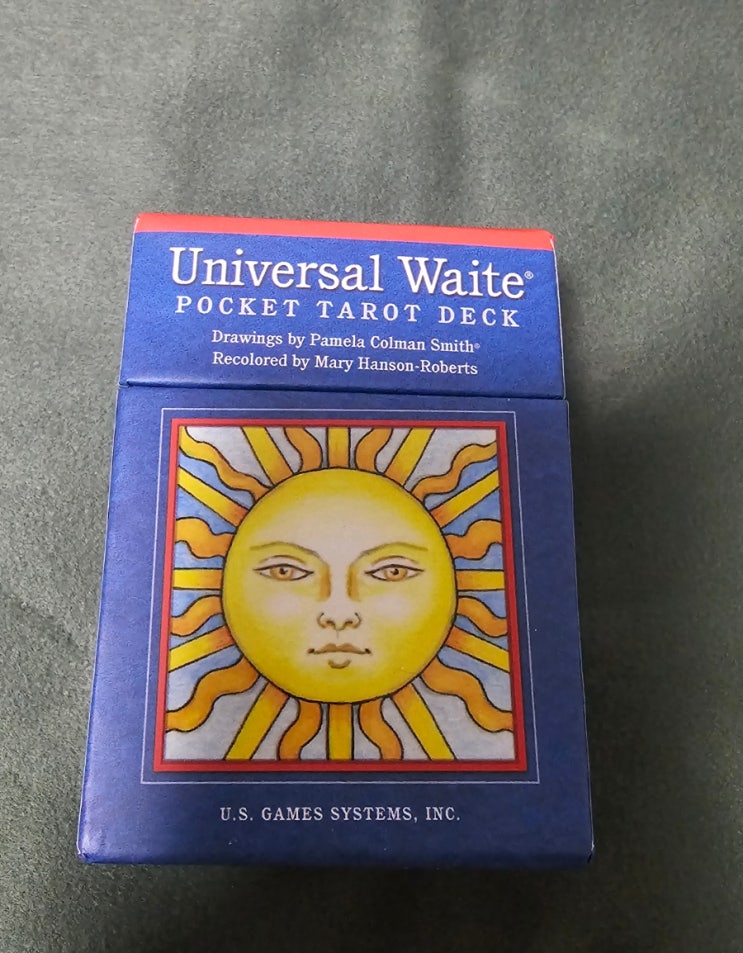 Universal Waite®
POCKET TAROT DECK
Drawings by Pamela Colman Smith®
Recolored by Mary Hanson-Roberts
U.S. GAMES SYSTEMS, INC.